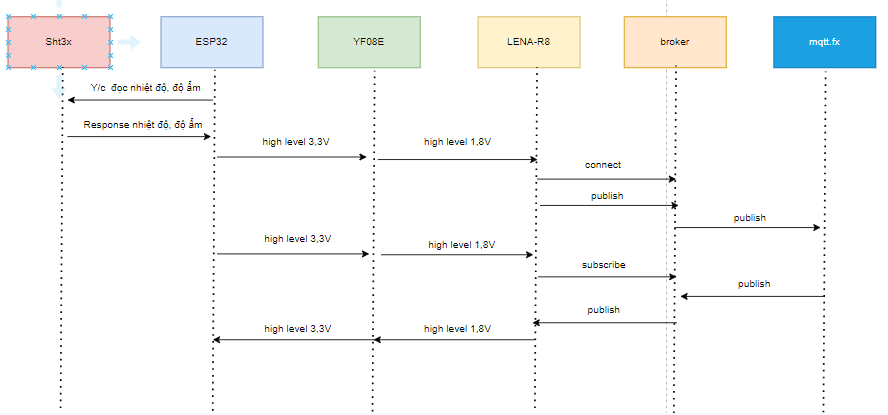 Sht3x
ESP32
YF08E
LENA-R8
broker
mqtt.fx
Y/c đọc nhiệt độ, độ ẩm
Response nhiệt độ, độ ẩm
high level 3,3V
high level 1,8V
connect
publish
publish
high level 3,3V
high level 1,8V
subscribe
publish
publish
high level 3,3V
high level 1,8V